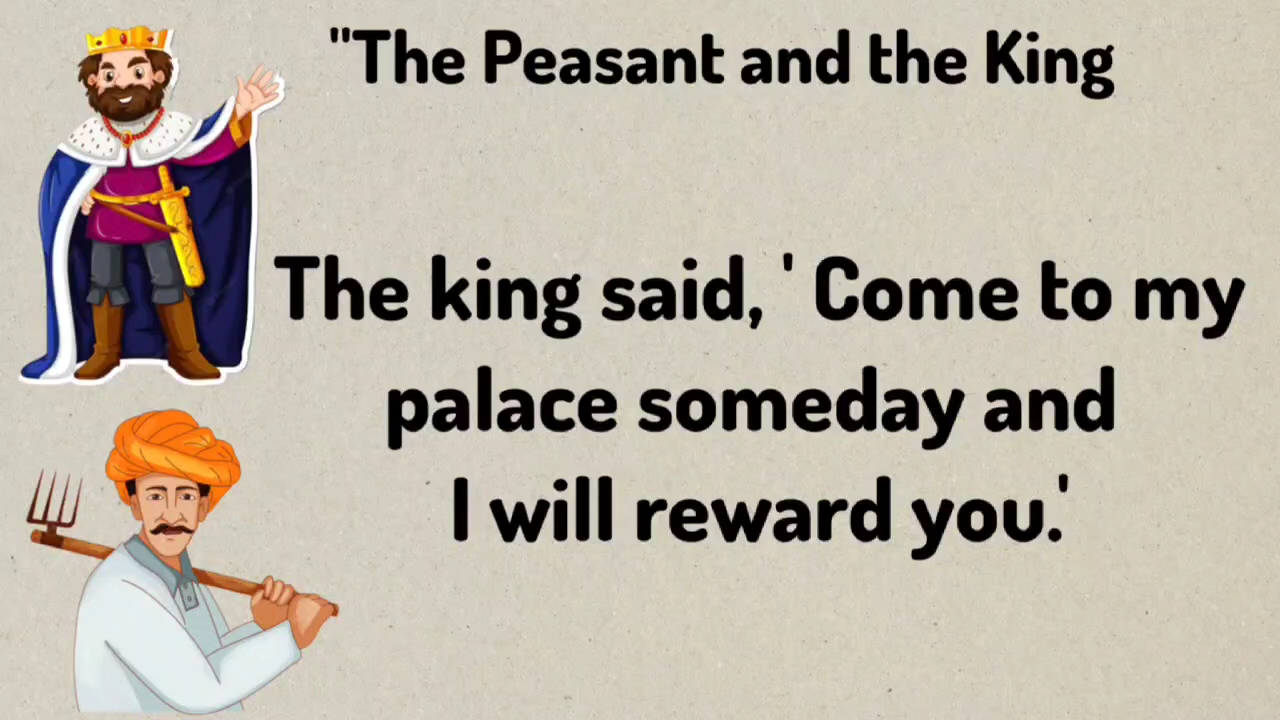 "The Peasant and the King
The king said, ' Come to my
palace someday and
I will reward you.'